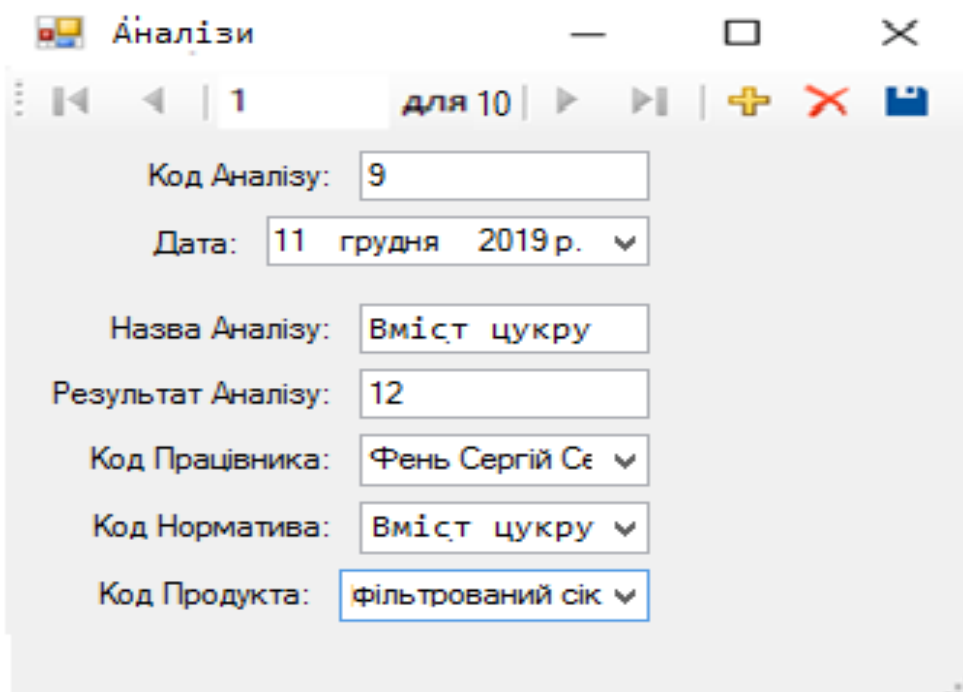 Аналізи
1 для 10
Код Аналізу: 9
Дата: 11 грудня 2019 р.
Назва Аналізу: Вміст цукру
Результат Аналізу: 12
Код Працівника: Фень Сергій Сє
Код Норматива: Вміст цукру
Код Продукта: фільтрований сік